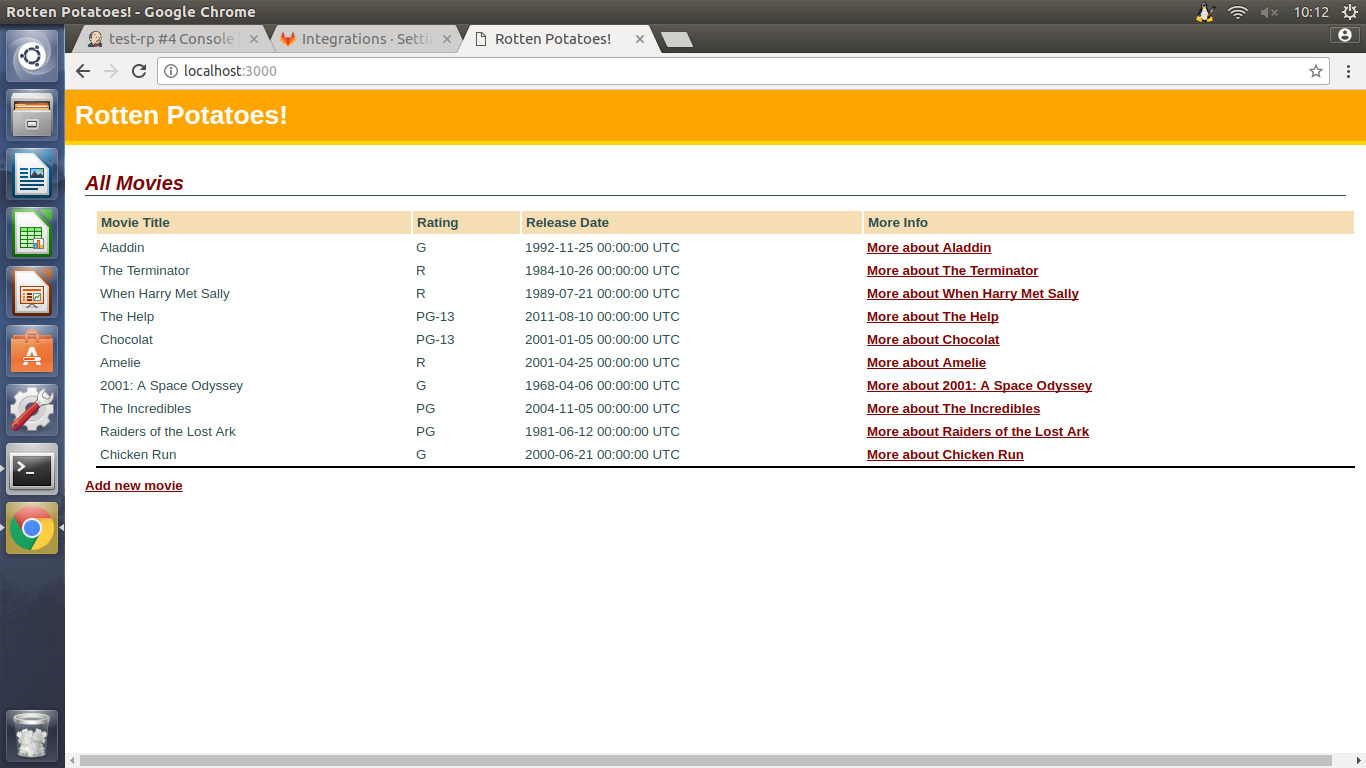 Rotten Potatoes! - Google Chrome 10:12
test-rp #4 Console Integrations · Setti Rotten Potatoes!
localhost:3000
Rotten Potatoes!
All Movies
Movie Title Rating Release Date More Info
Aladdin G 1992-11-25 00:00:00 UTC More about Aladdin
The Terminator R 1984-10-26 00:00:00 UTC More about The Terminator
When Harry Met Sally R 1989-07-21 00:00:00 UTC More about When Harry Met Sally
The Help PG-13 2011-08-10 00:00:00 UTC More about The Help
Chocolat PG-13 2001-01-05 00:00:00 UTC More about Chocolat
Amelie R 2001-04-25 00:00:00 UTC More about Amelie
2001: A Space Odyssey G 1968-04-06 00:00:00 UTC More about 2001: A Space Odyssey
The Incredibles PG 2004-11-05 00:00:00 UTC More about The Incredibles
Raiders of the Lost Ark PG 1981-06-12 00:00:00 UTC More about Raiders of the Lost Ark
Chicken Run G 2000-06-21 00:00:00 UTC More about Chicken Run
Add new movie